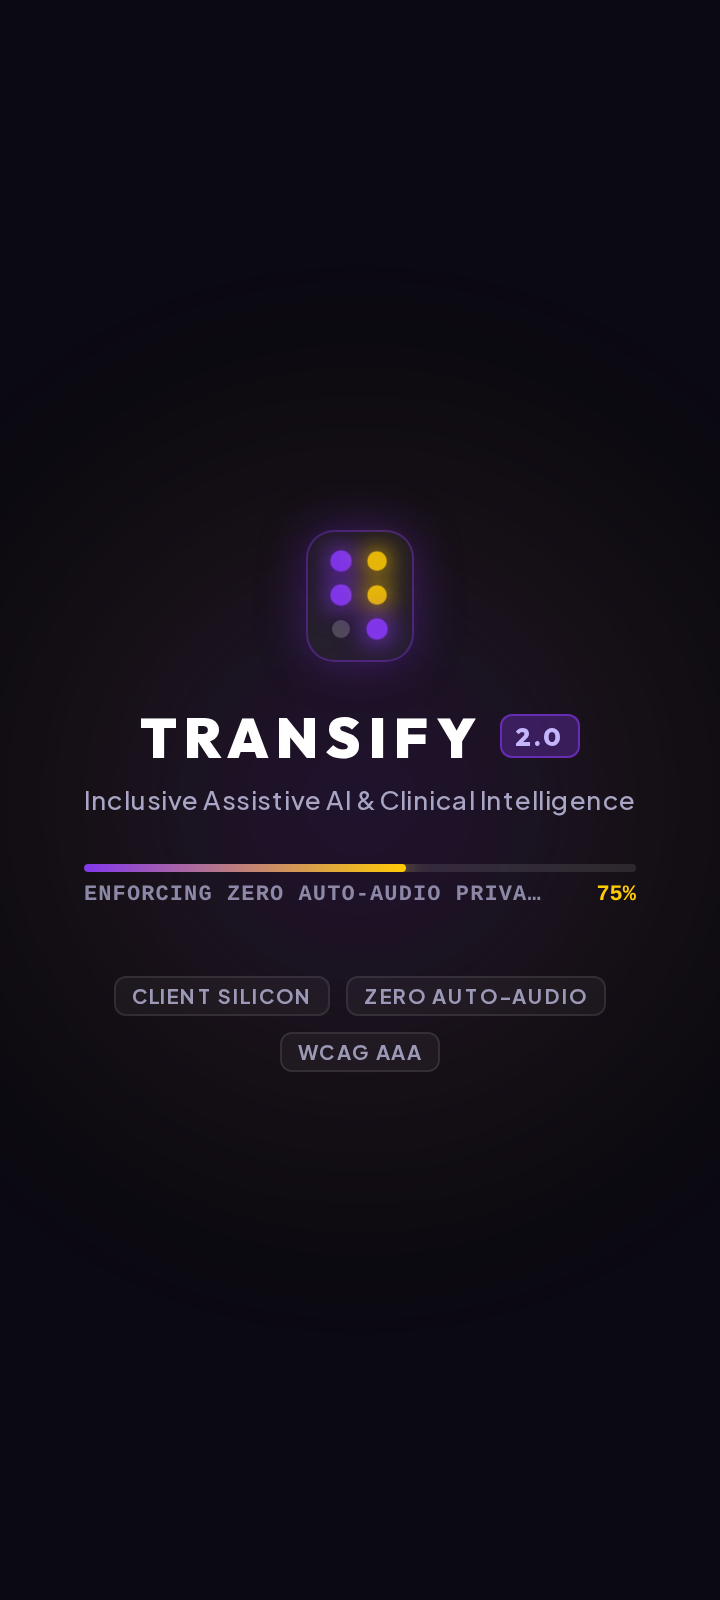 TRANSIFY 2.0
Inclusive Assistive AI & Clinical Intelligence
ENFORCING ZERO AUTO-AUDIO PRIVA… 75%
CLIENT SILICON ZERO AUTO-AUDIO
WCAG AAA